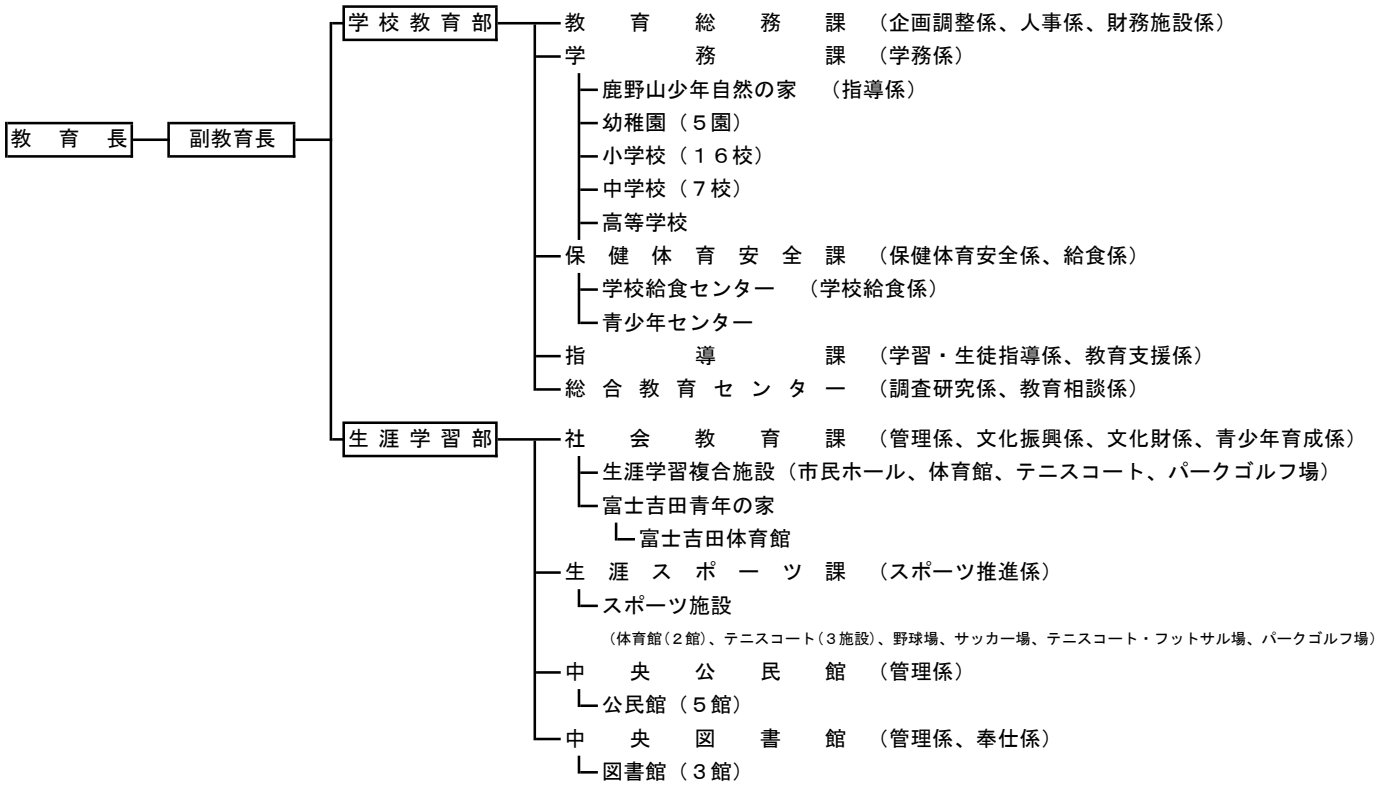 学校教育部 教育総務課 （企画調整係、人事係、財務施設係）
学務課 （学務係）
鹿野山少年自然の家 （指導係）
幼稚園（５園）
教育長 副教育長
小学校（１６校）
中学校（７校）
高等学校
保健体育安全課 （保健体育安全係、給食係）
学校給食センター （学校給食係）
青少年センター
指導課 （学習・生徒指導係、教育支援係）
総合教育センター （調査研究係、教育相談係）
生涯学習部 社会教育課 （管理係、文化振興係、文化財係、青少年育成係）
生涯学習複合施設（市民ホール、体育館、テニスコート、パークゴルフ場）
富士吉田青年の家
富士吉田体育館
生涯スポーツ課 （スポーツ推進係）
スポーツ施設
（体育館（２館）、テニスコート（３施設）、野球場、サッカー場、テニスコート・フットサル場、パークゴルフ場）
中央公民館 （管理係）
公民館（５館）
中央図書館 （管理係、奉仕係）
図書館（３館）